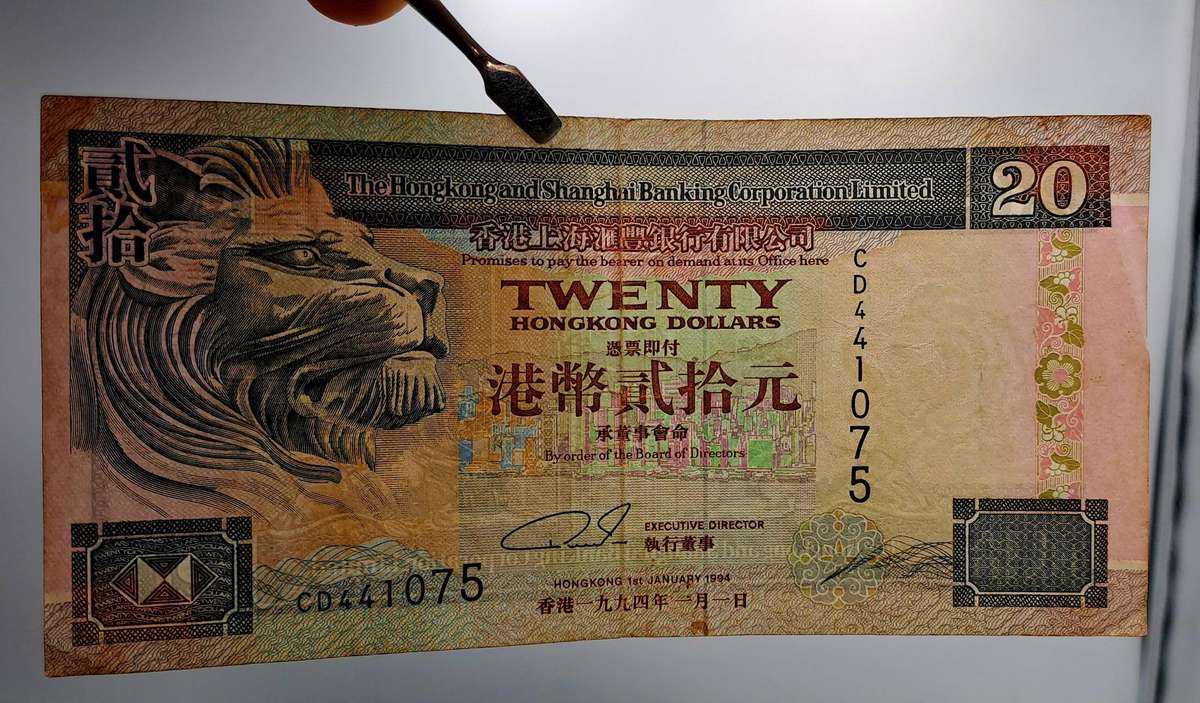 貳拾
The Hongkong and Shanghai Banking Corporation Limited
20
香港上海滙豐銀行有限公司
Promises to pay the bearer on demand at its Office here
TWENTY
HONGKONG DOLLARS
憑票即付
港幣貳拾元
承董事會命
By order of the Board of Directors
CD441075
EXECUTIVE DIRECTOR
執行董事
CD441075
HONGKONG 1st JANUARY 1994
香港一九九四年一月一日